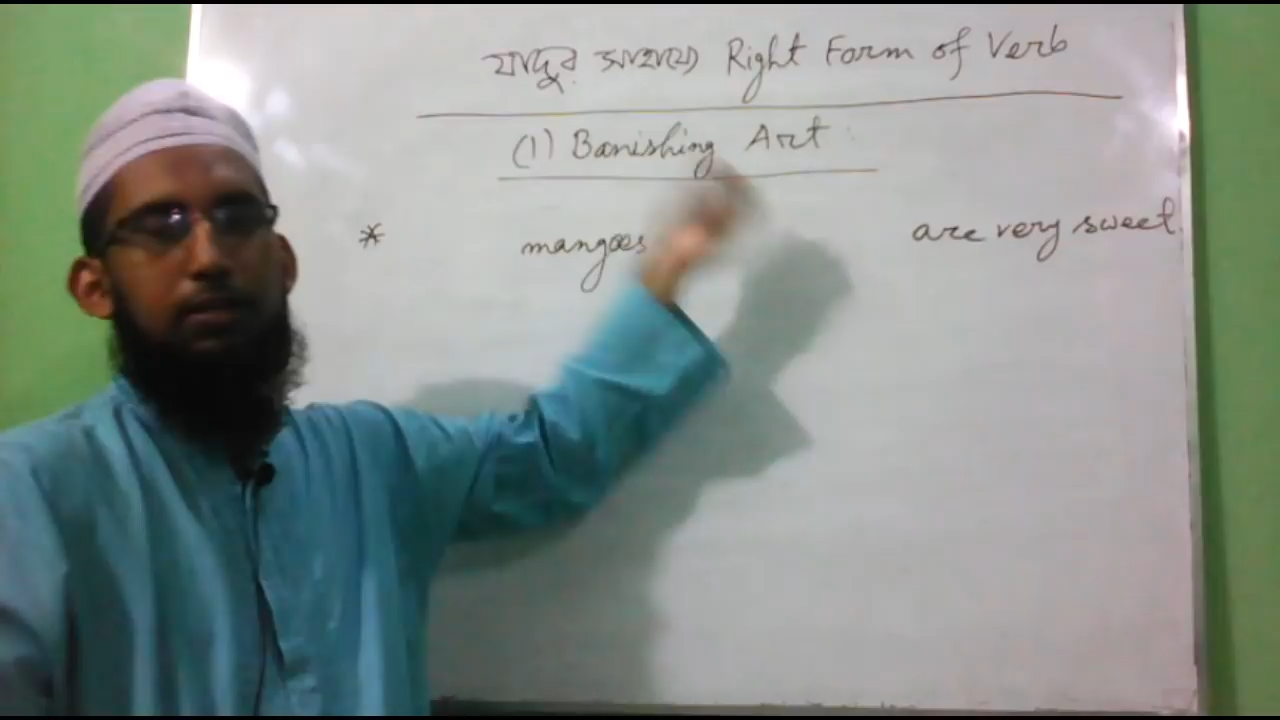 যাদুর সাহায্যে Right Form of Verb
(1) Banishing Art :
* mangoes are very sweet.